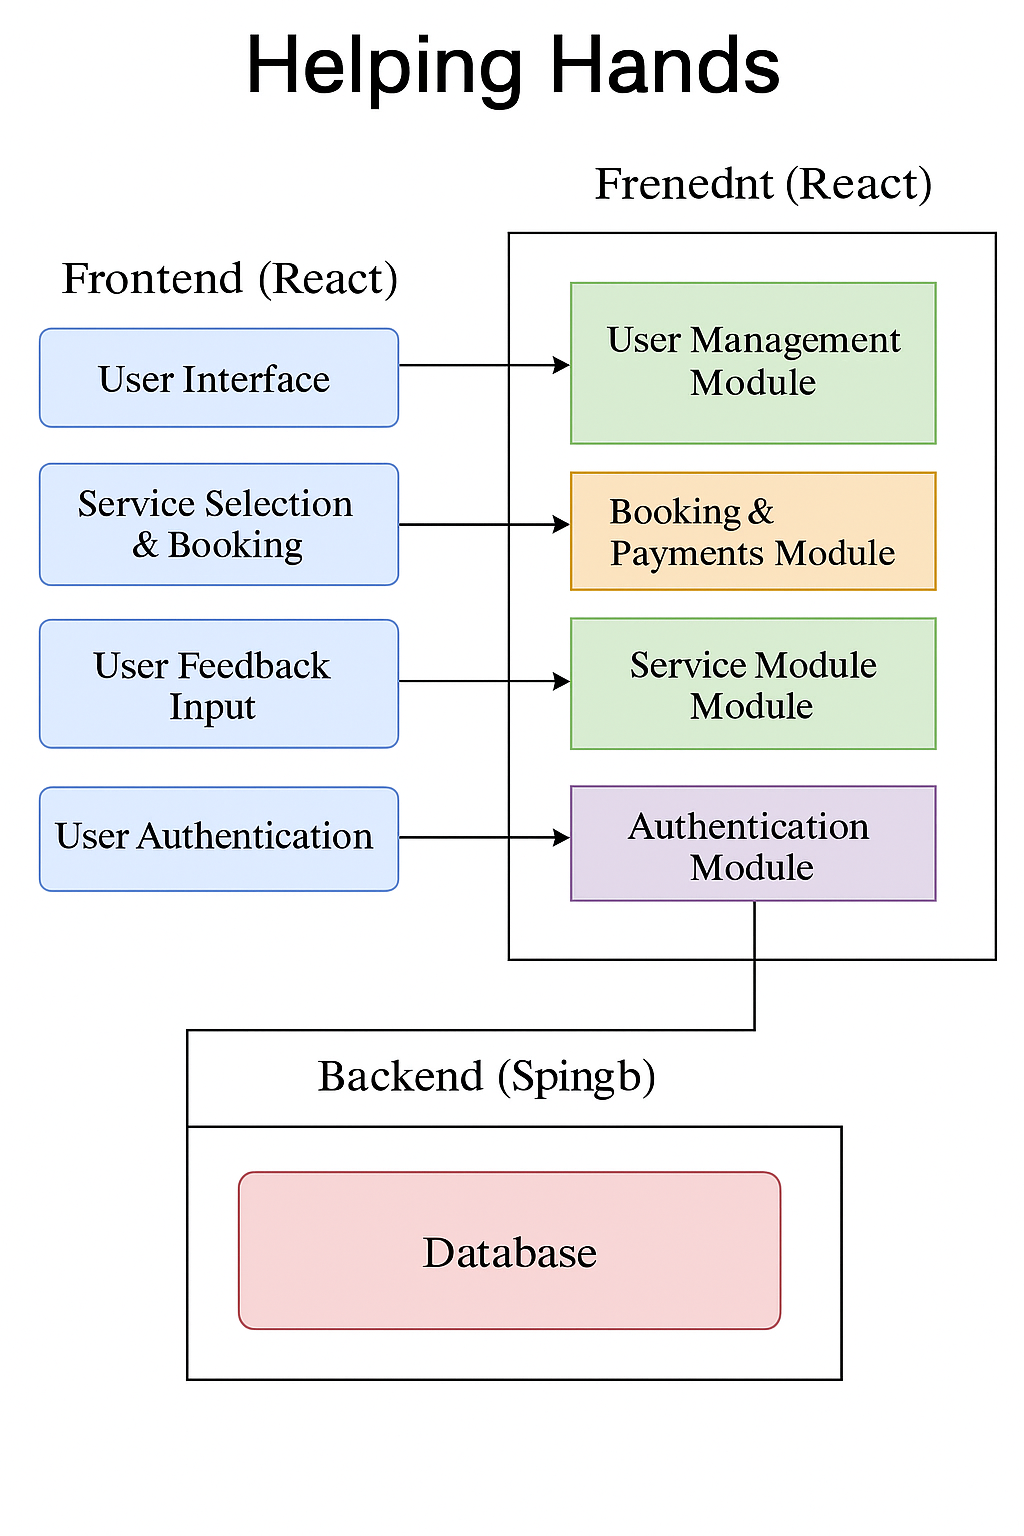 Helping Hands
Frenednt (React)
Frontend (React)
User Interface
User Management
Module
Service Selection
& Booking
Booking &
Payments Module
User Feedback
Input
Service Module
Module
User Authentication
Authentication
Module
Backend (Spingb)
Database